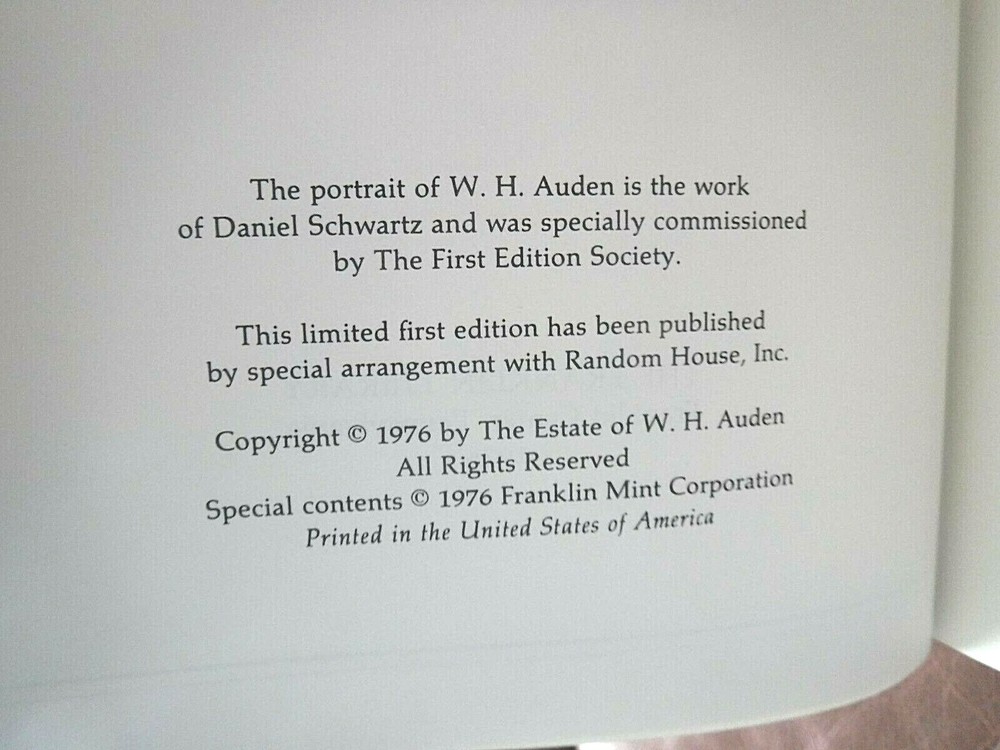 The portrait of W. H. Auden is the work
of Daniel Schwartz and was specially commissioned
by The First Edition Society.
This limited first edition has been published
by special arrangement with Random House, Inc.
Copyright © 1976 by The Estate of W. H. Auden
All Rights Reserved
Special contents © 1976 Franklin Mint Corporation
Printed in the United States of America